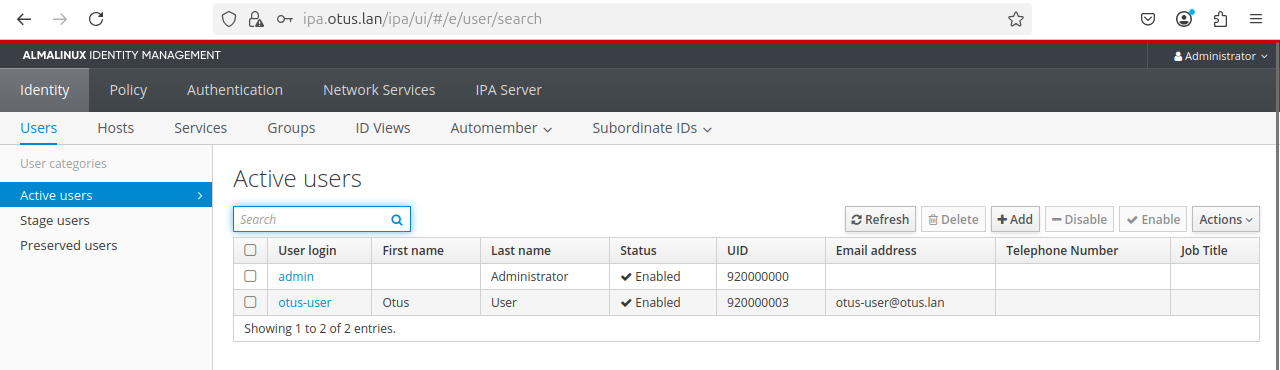 ipa.otus.lan/ipa/ui/#/e/user/search
ALMALINUX IDENTITY MANAGEMENT
Administrator
Identity Policy Authentication Network Services IPA Server
Users Hosts Services Groups ID Views Automember Subordinate IDs
User categories
Active users
Stage users
Preserved users
Active users
Search
Refresh Delete Add Disable Enable Actions
User login First name Last name Status UID Email address Telephone Number Job Title
admin Administrator Enabled 920000000
otus-user Otus User Enabled 920000003 otus-user@otus.lan
Showing 1 to 2 of 2 entries.